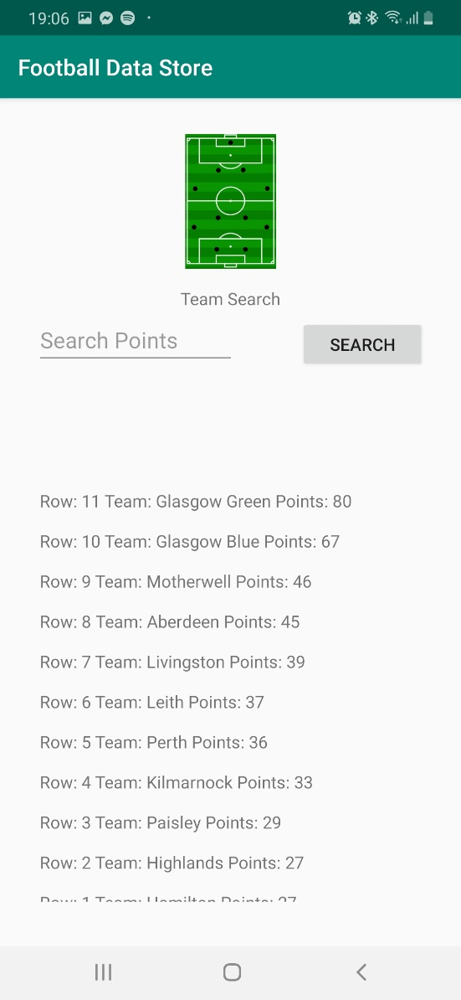 19:06
Football Data Store
Team Search
Search Points
SEARCH
Row: 11 Team: Glasgow Green Points: 80
Row: 10 Team: Glasgow Blue Points: 67
Row: 9 Team: Motherwell Points: 46
Row: 8 Team: Aberdeen Points: 45
Row: 7 Team: Livingston Points: 39
Row: 6 Team: Leith Points: 37
Row: 5 Team: Perth Points: 36
Row: 4 Team: Kilmarnock Points: 33
Row: 3 Team: Paisley Points: 29
Row: 2 Team: Highlands Points: 27
Row: 1 Team: Hamilton Points: 27